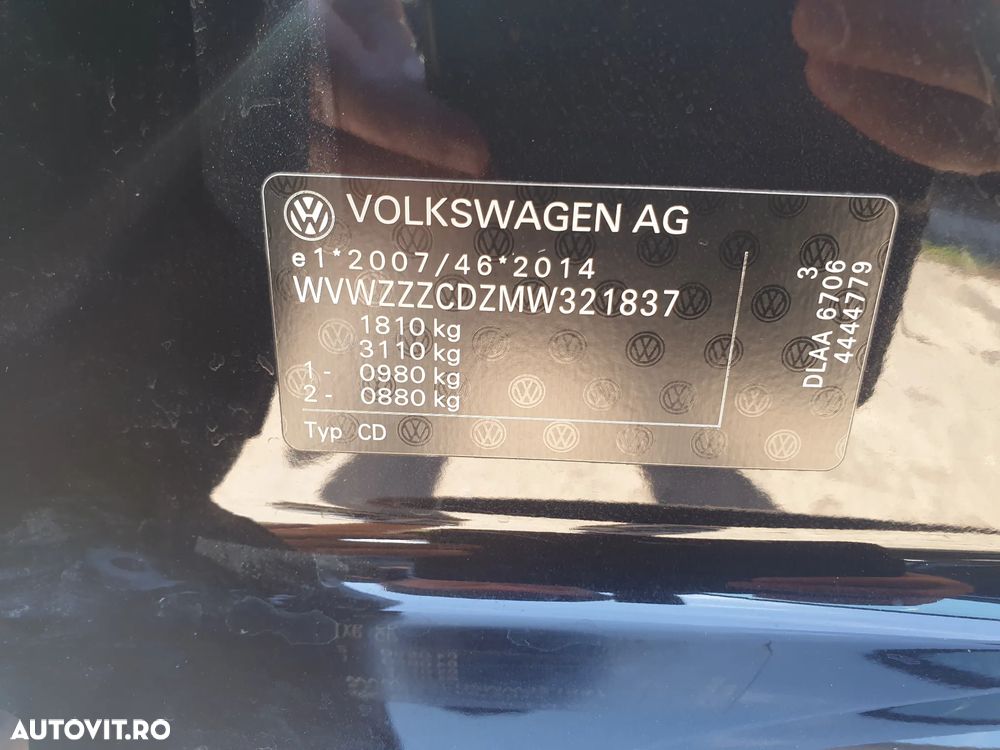 VOLKSWAGEN AG
e1*2007/46*2014
WVWZZZCDZMW321837
1810 kg
3110 kg
1 - 0980 kg
2 - 0880 kg
Typ CD
3
DLAA 6706
4444779
AUTOVIT.RO